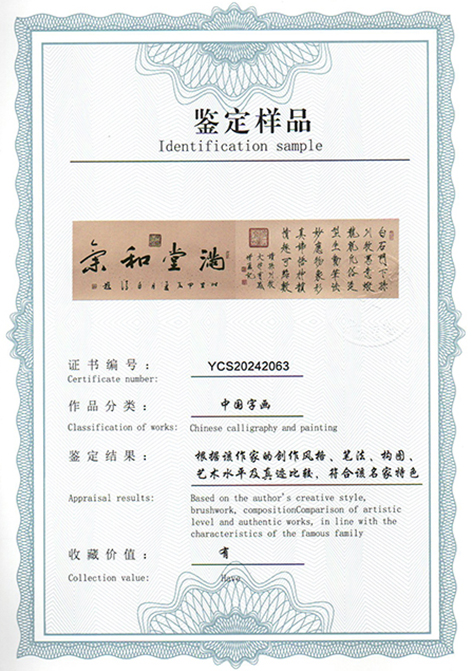 鉴定样品
Identification sample
满堂和气
白石門下孫
证书编号：
YCS20242063
Certificate number:
作品分类：
中国字画
Classification of works:
Chinese calligraphy and painting
鉴定结果：
根据该作家的创作风格、笔法、构图、
艺术水平及真迹比较，符合该名家特色
Appraisal results:
Based on the author's creative style,
brushwork, compositionComparison of artistic
level and authentic works, in line with the
characteristics of the famous family
收藏价值：
有
Collection value:
Have